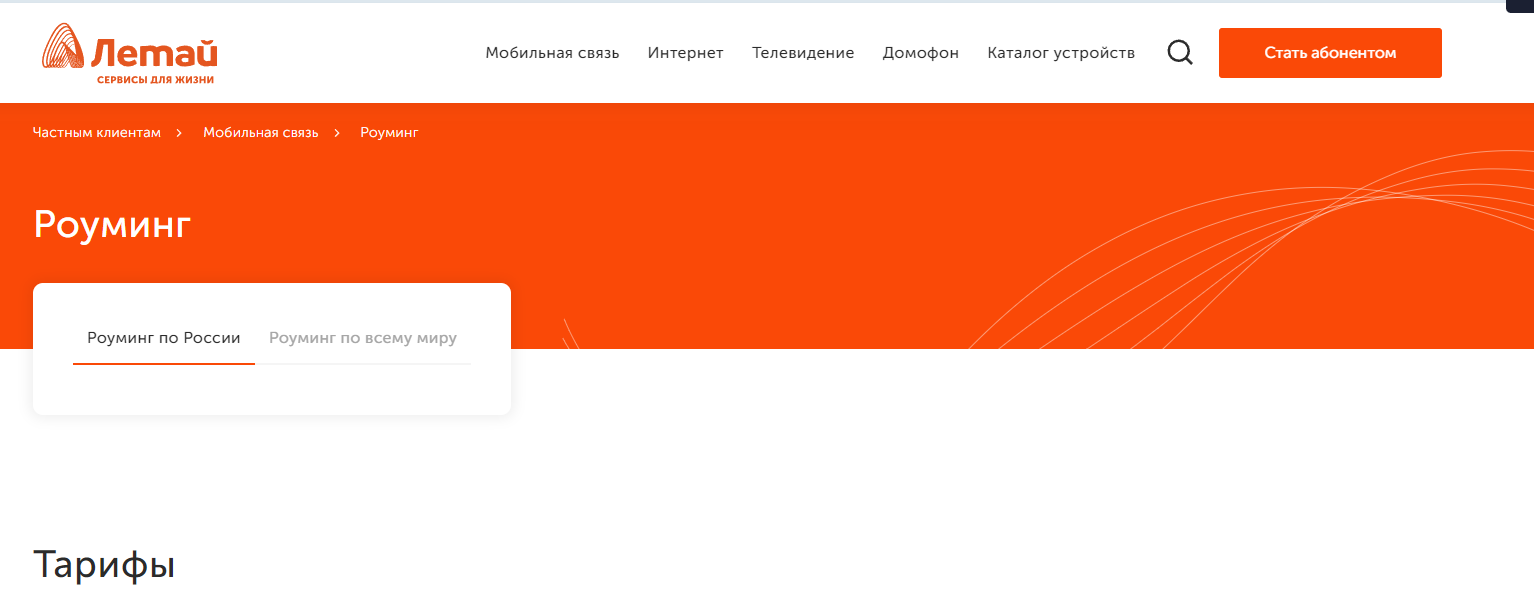 Летай
СЕРВИСЫ ДЛЯ ЖИЗНИ
Мобильная связь Интернет Телевидение Домофон Каталог устройств Стать абонентом
Частным клиентам > Мобильная связь > Роуминг
Роуминг
Роуминг по России Роуминг по всему миру
Тарифы